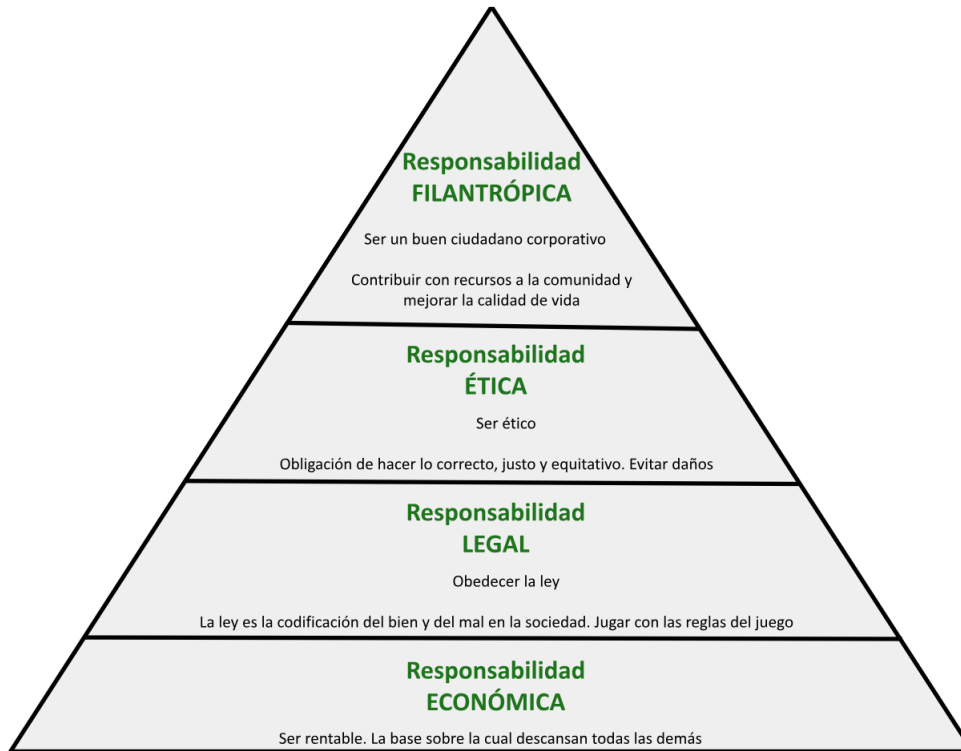 Responsabilidad
FILANTRÓPICA
Ser un buen ciudadano corporativo
Contribuir con recursos a la comunidad y
mejorar la calidad de vida
Responsabilidad
ÉTICA
Ser ético
Obligación de hacer lo correcto, justo y equitativo. Evitar daños
Responsabilidad
LEGAL
Obedecer la ley
La ley es la codificación del bien y del mal en la sociedad. Jugar con las reglas del juego
Responsabilidad
ECONÓMICA
Ser rentable. La base sobre la cual descansan todas las demás